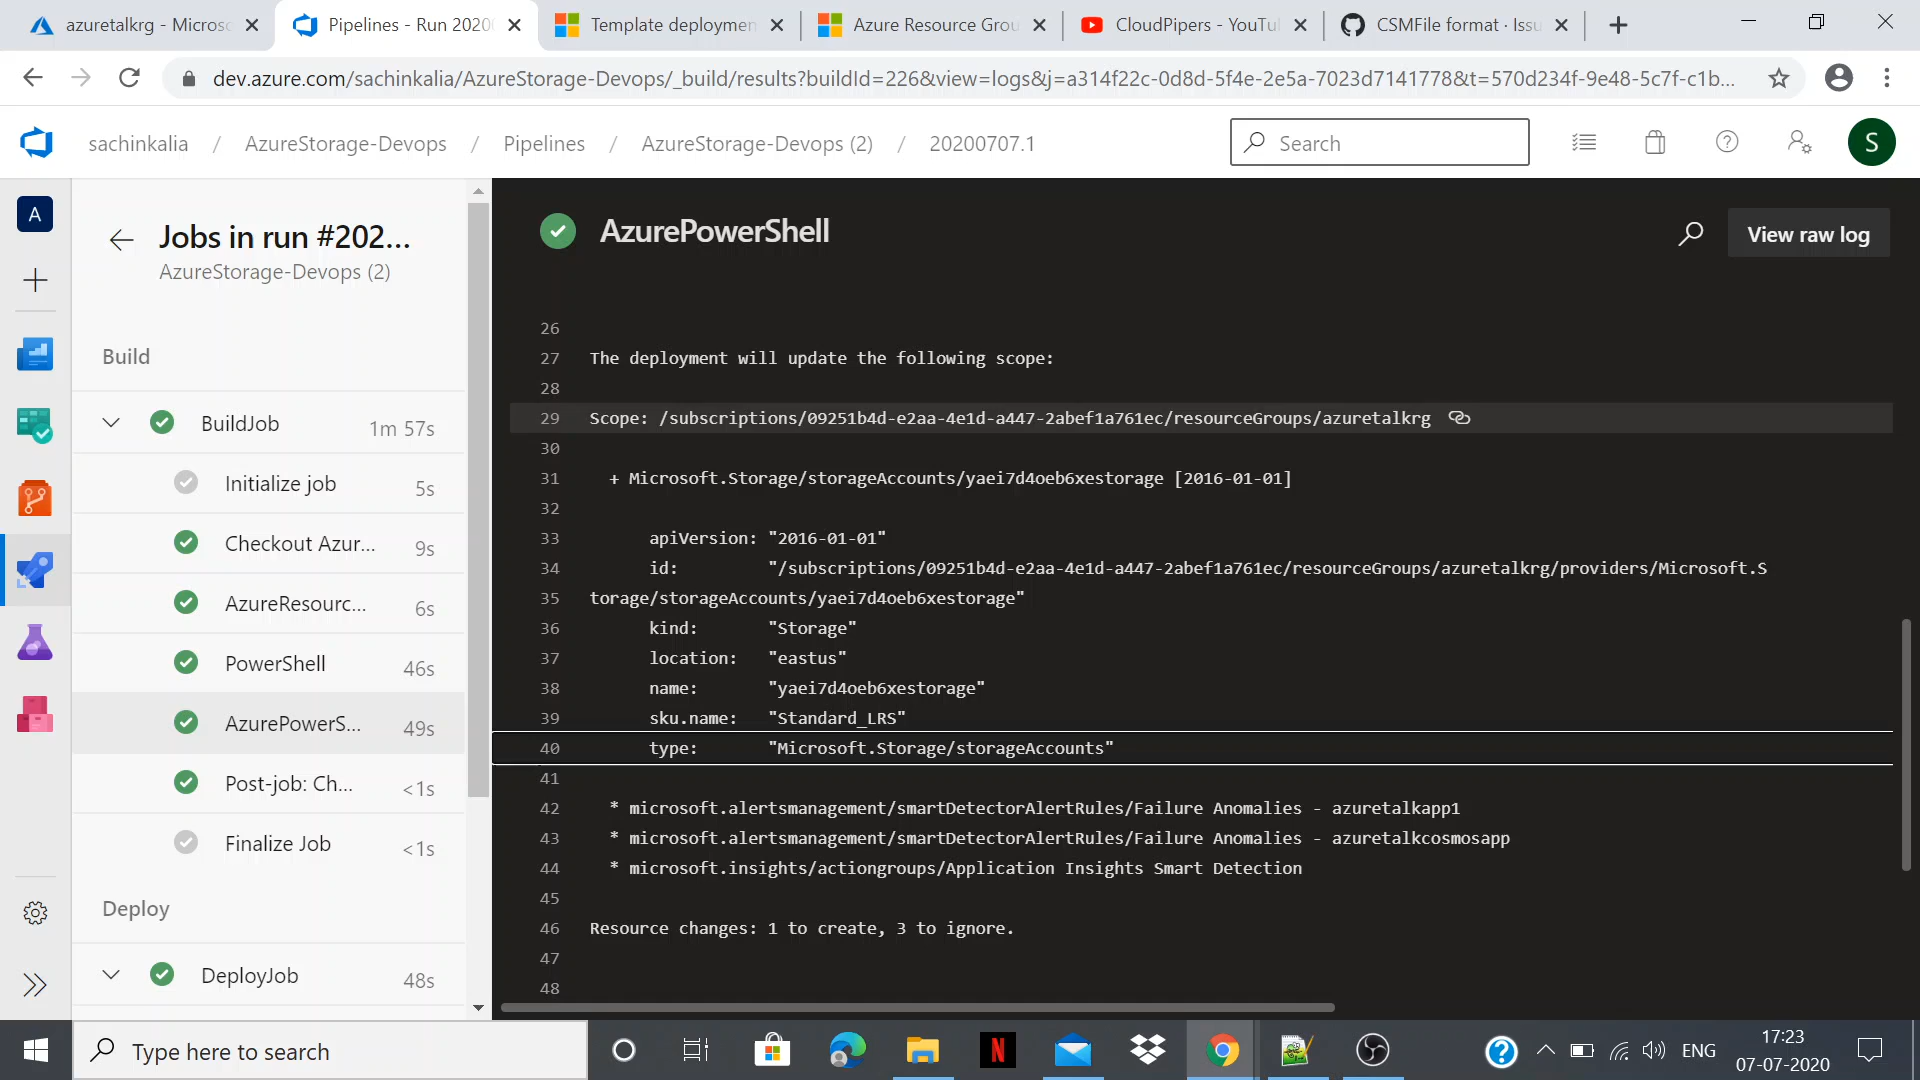 azuretalkrg - Microso
Pipelines - Run 2020
Template deploymen
Azure Resource Grou
CloudPipers - YouTu
CSMFile format · Issu
dev.azure.com/sachinkalia/AzureStorage-Devops/_build/results?buildId=226&view=logs&j=a314f22c-0d8d-5f4e-2e5a-7023d7141778&t=570d234f-9e48-5c7f-c1b...
sachinkalia / AzureStorage-Devops / Pipelines / AzureStorage-Devops (2) / 20200707.1
Search
S
A
Jobs in run #202...
AzureStorage-Devops (2)
Build
BuildJob 1m 57s
Initialize job 5s
Checkout Azur... 9s
AzureResourc... 6s
PowerShell 46s
AzurePowerS... 49s
Post-job: Ch... <1s
Finalize Job <1s
Deploy
DeployJob 48s
AzurePowerShell
View raw log
26
27 The deployment will update the following scope:
28
29 Scope: /subscriptions/09251b4d-e2aa-4e1d-a447-2abef1a761ec/resourceGroups/azuretalkrg
30
31 + Microsoft.Storage/storageAccounts/yaei7d4oeb6xestorage [2016-01-01]
32
33 apiVersion: "2016-01-01"
34 id: "/subscriptions/09251b4d-e2aa-4e1d-a447-2abef1a761ec/resourceGroups/azuretalkrg/providers/Microsoft.S
35 torage/storageAccounts/yaei7d4oeb6xestorage"
36 kind: "Storage"
37 location: "eastus"
38 name: "yaei7d4oeb6xestorage"
39 sku.name: "Standard_LRS"
40 type: "Microsoft.Storage/storageAccounts"
41
42 * microsoft.alertsmanagement/smartDetectorAlertRules/Failure Anomalies - azuretalkapp1
43 * microsoft.alertsmanagement/smartDetectorAlertRules/Failure Anomalies - azuretalkcosmosapp
44 * microsoft.insights/actiongroups/Application Insights Smart Detection
45
46 Resource changes: 1 to create, 3 to ignore.
47
48
Type here to search
N
ENG
17:23
07-07-2020